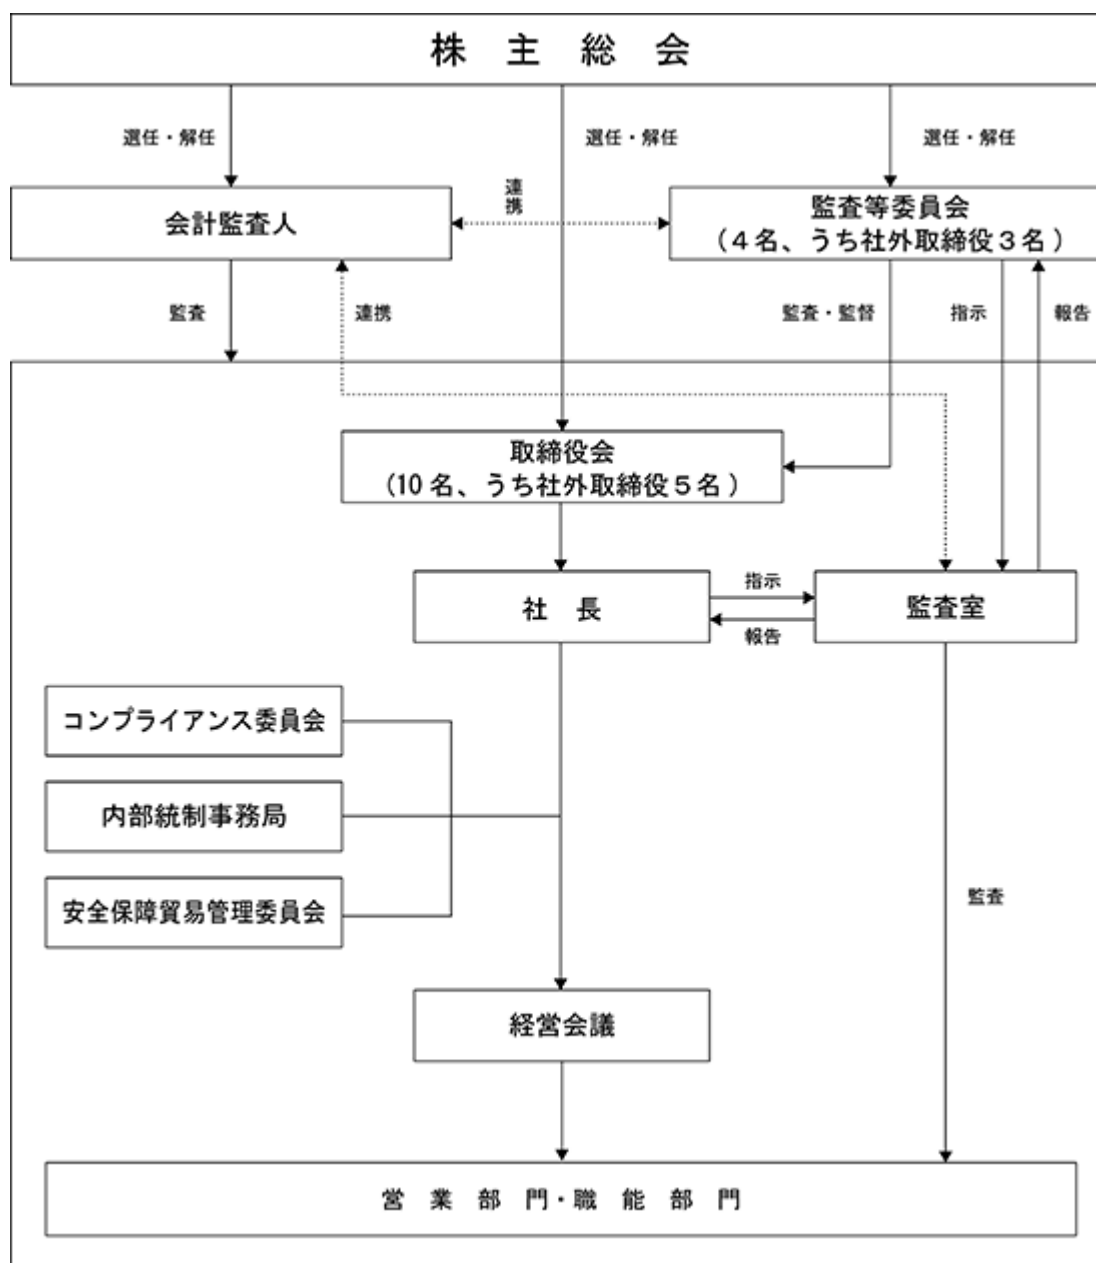 株 主 総 会
選任・解任
選任・解任
選任・解任
連携
会計監査人
監査等委員会
(４名、うち社外取締役３名)
監査
連携
監査・監督
指示
報告
取締役会
(10名、うち社外取締役５名)
社 長
指示
報告
監査室
コンプライアンス委員会
内部統制事務局
安全保障貿易管理委員会
監査
経営会議
営 業 部 門・職 能 部 門